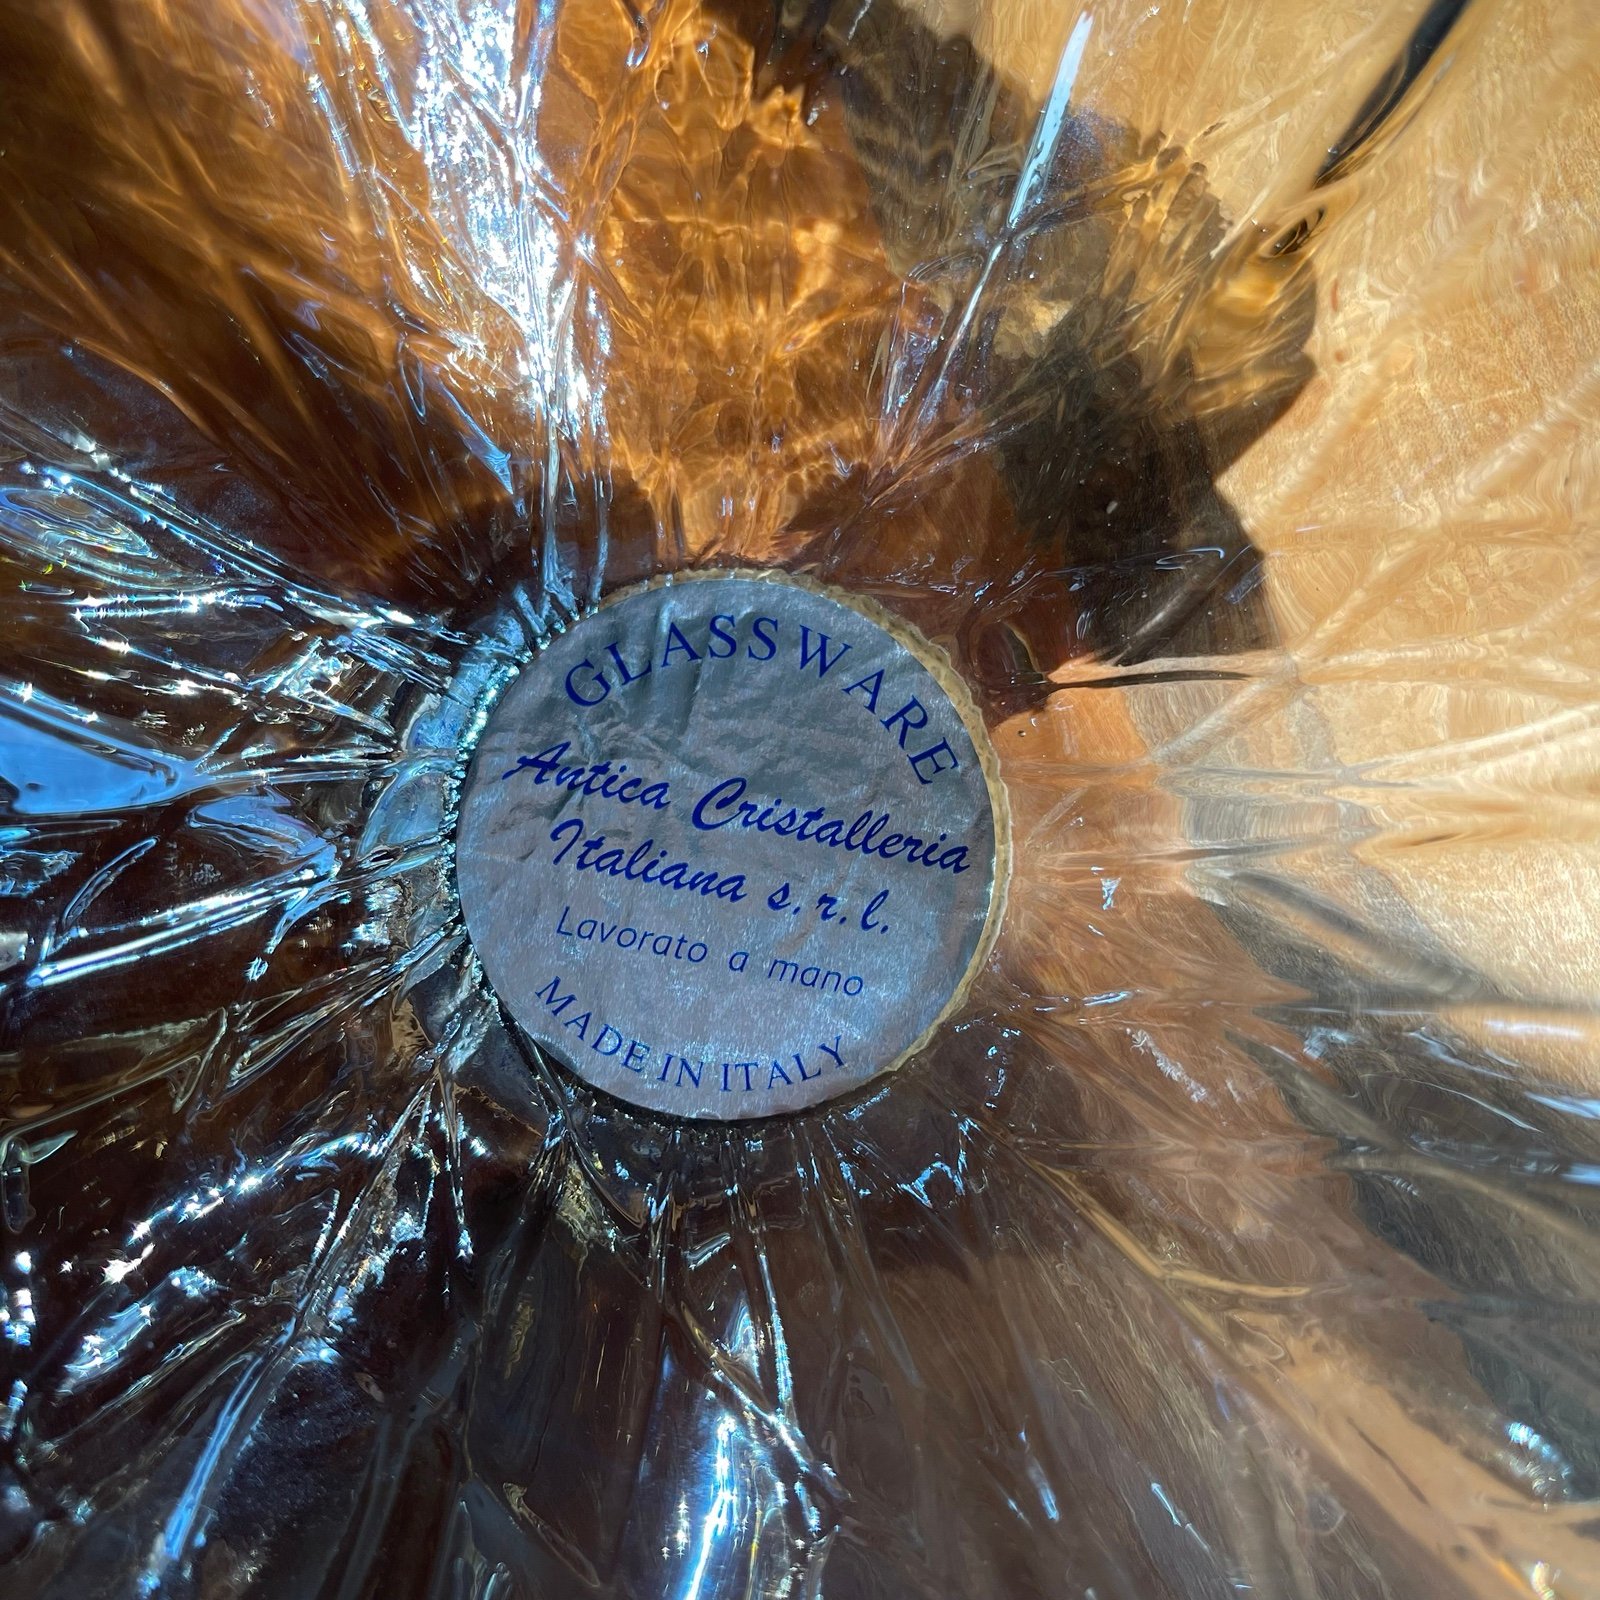 GLASSWARE
Antica Cristalleria
Italiana s.r.l.
Lavorato a mano
MADE IN ITALY